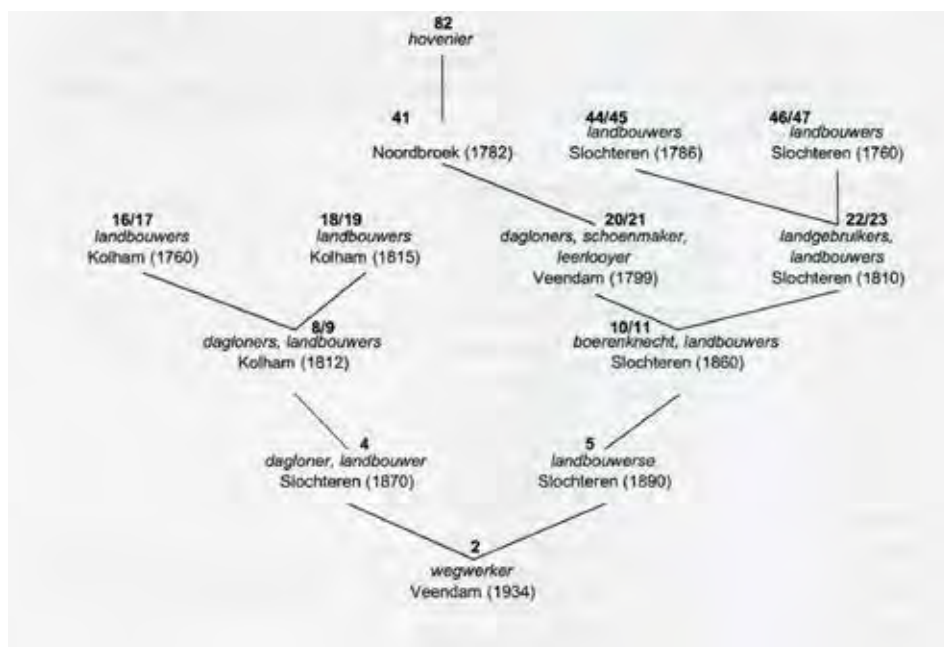 82
hovenier
41
Noordbroek (1782)
44/45
landbouwers
Slochteren (1786)
46/47
landbouwers
Slochteren (1760)
16/17
landbouwers
Kolham (1760)
18/19
landbouwers
Kolham (1815)
20/21
dagloners, schoenmaker,
leerlooyer
Veendam (1799)
22/23
landgebruikers,
landbouwers
Slochteren (1810)
8/9
dagloners, landbouwers
Kolham (1812)
10/11
boerenknecht, landbouwers
Slochteren (1860)
4
dagloner, landbouwer
Slochteren (1870)
5
landbouwerse
Slochteren (1890)
2
wegwerker
Veendam (1934)